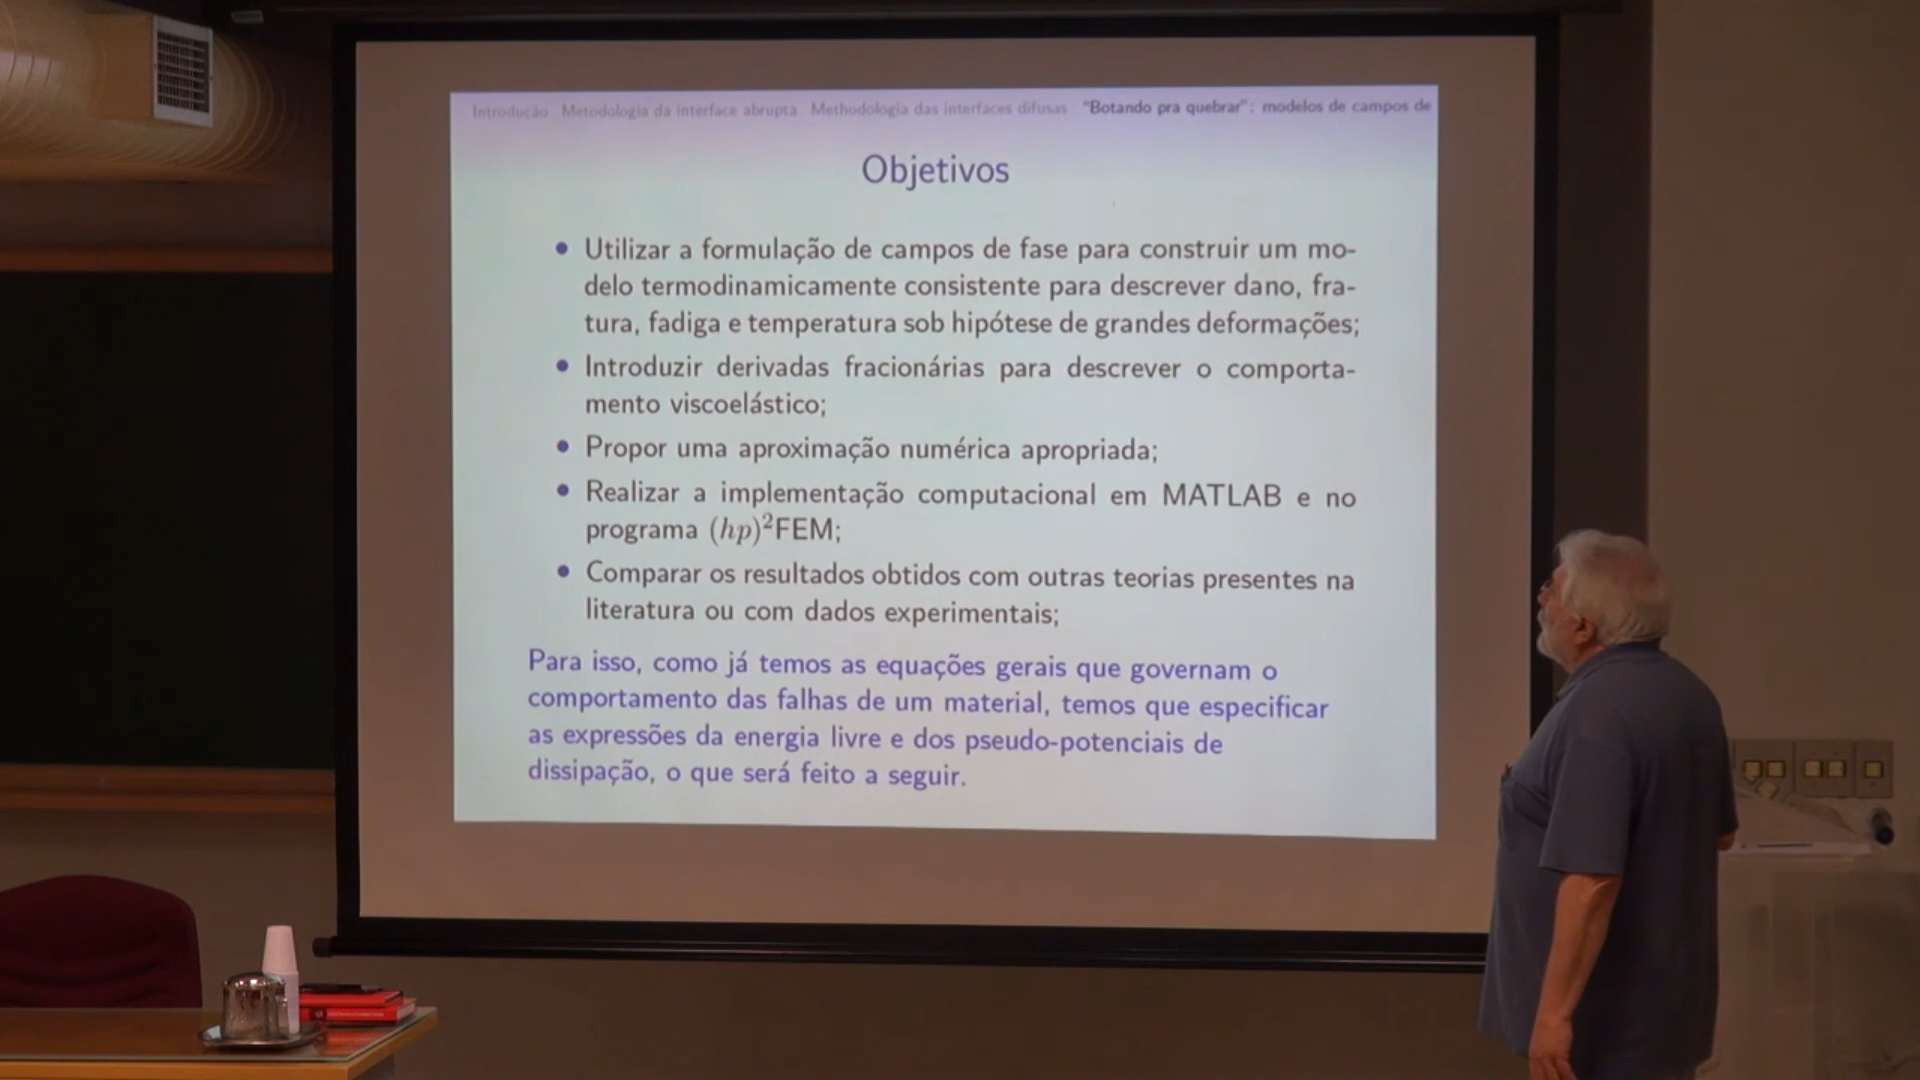 Introdução Metodologia da interface abrupta Methodologia das interfaces difusas "Botando pra quebrar": modelos de campos de
Objetivos
• Utilizar a formulação de campos de fase para construir um mo-
delo termodinamicamente consistente para descrever dano, fra-
tura, fadiga e temperatura sob hipótese de grandes deformações;
• Introduzir derivadas fracionárias para descrever o comporta-
mento viscoelástico;
• Propor uma aproximação numérica apropriada;
• Realizar a implementação computacional em MATLAB e no
programa (hp)²FEM;
• Comparar os resultados obtidos com outras teorias presentes na
literatura ou com dados experimentais;
Para isso, como já temos as equações gerais que governam o
comportamento das falhas de um material, temos que especificar
as expressões da energia livre e dos pseudo-potenciais de
dissipação, o que será feito a seguir.